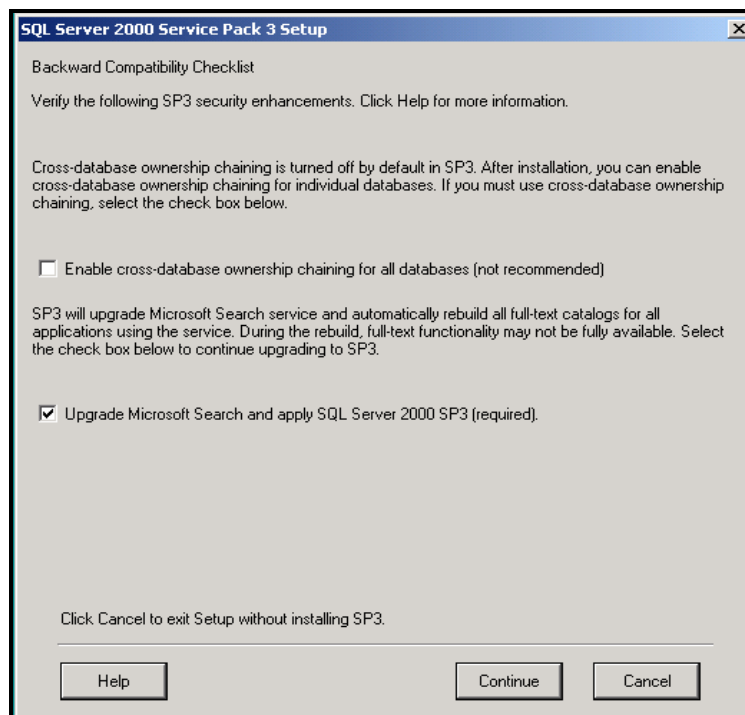 SQL Server 2000 Service Pack 3 Setup
Backward Compatibility Checklist
Verify the following SP3 security enhancements. Click Help for more information.
Cross-database ownership chaining is turned off by default in SP3. After installation, you can enable
cross-database ownership chaining for individual databases. If you must use cross-database ownership
chaining, select the check box below.
Enable cross-database ownership chaining for all databases (not recommended)
SP3 will upgrade Microsoft Search service and automatically rebuild all full-text catalogs for all
applications using the service. During the rebuild, full-text functionality may not be fully available. Select
the check box below to continue upgrading to SP3.
Upgrade Microsoft Search and apply SQL Server 2000 SP3 (required).
Click Cancel to exit Setup without installing SP3.
Help
Continue
Cancel